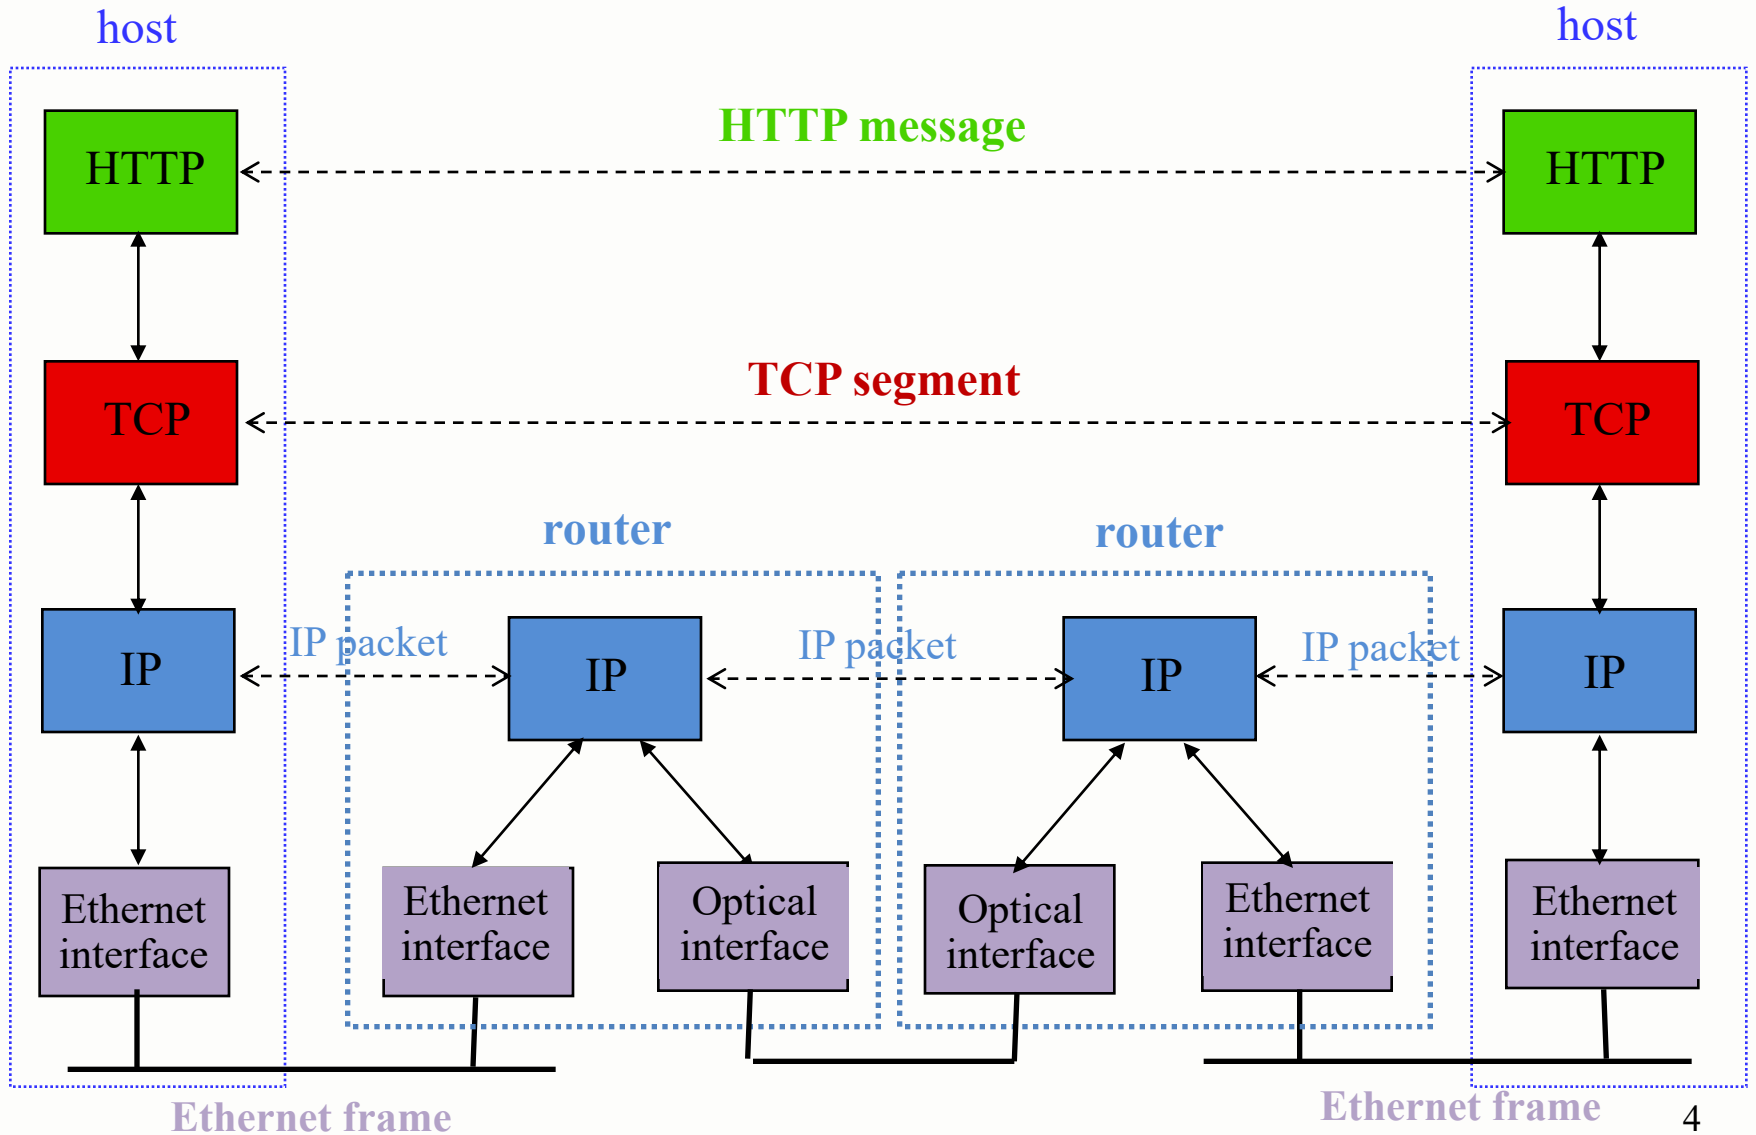 host
host
HTTP message
HTTP
HTTP
TCP segment
TCP
TCP
router
router
IP packet
IP packet
IP packet
IP
IP
IP
IP
Ethernet
interface
Ethernet
interface
Optical
interface
Optical
interface
Ethernet
interface
Ethernet
interface
Ethernet frame
Ethernet frame
4